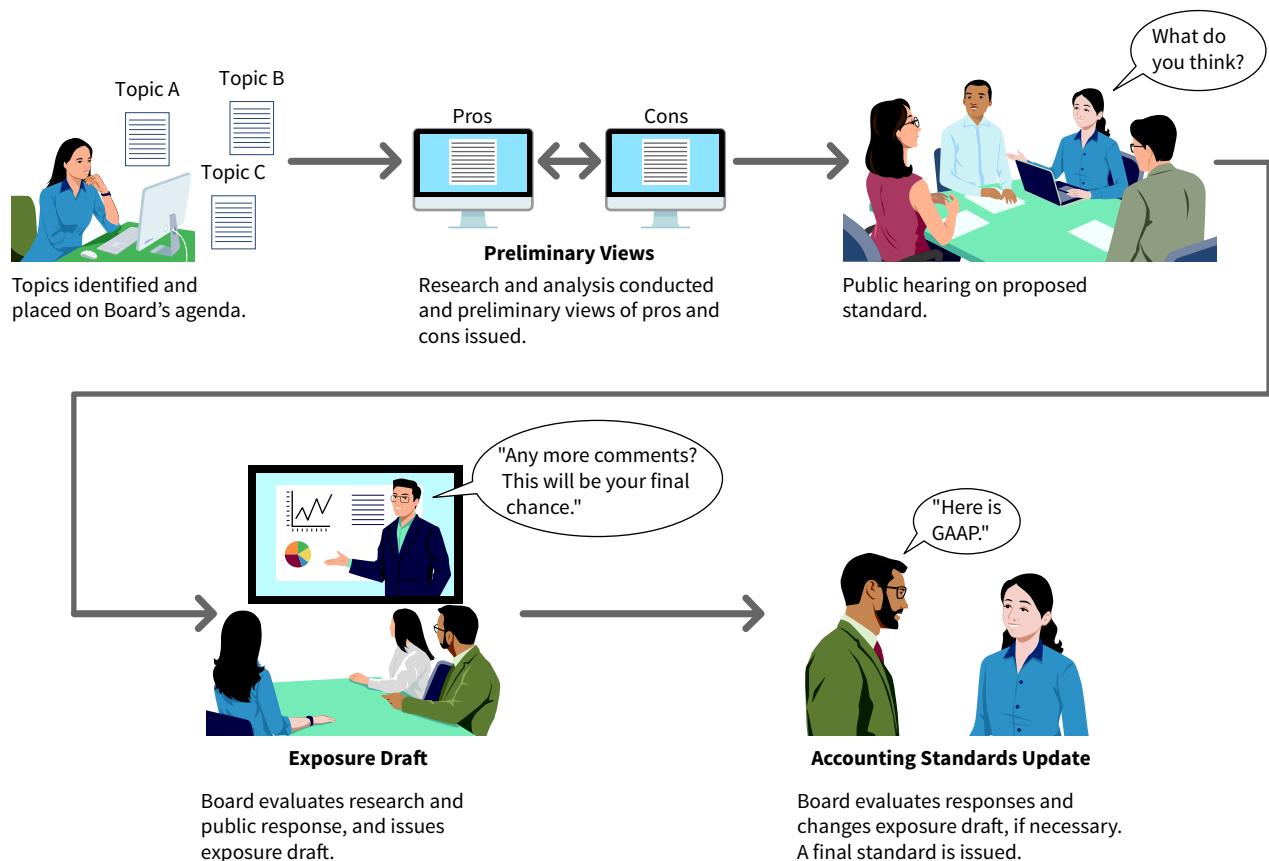 Topic A
Topic B
Topic C
Topics identified and
placed on Board's agenda.
Pros
Cons
Preliminary Views
Research and analysis conducted
and preliminary views of pros and
cons issued.
What do
you think?
Public hearing on proposed
standard.
"Any more comments?
This will be your final
chance."
Exposure Draft
Board evaluates research and
public response, and issues
exposure draft.
"Here is
GAAP."
Accounting Standards Update
Board evaluates responses and
changes exposure draft, if necessary.
A final standard is issued.